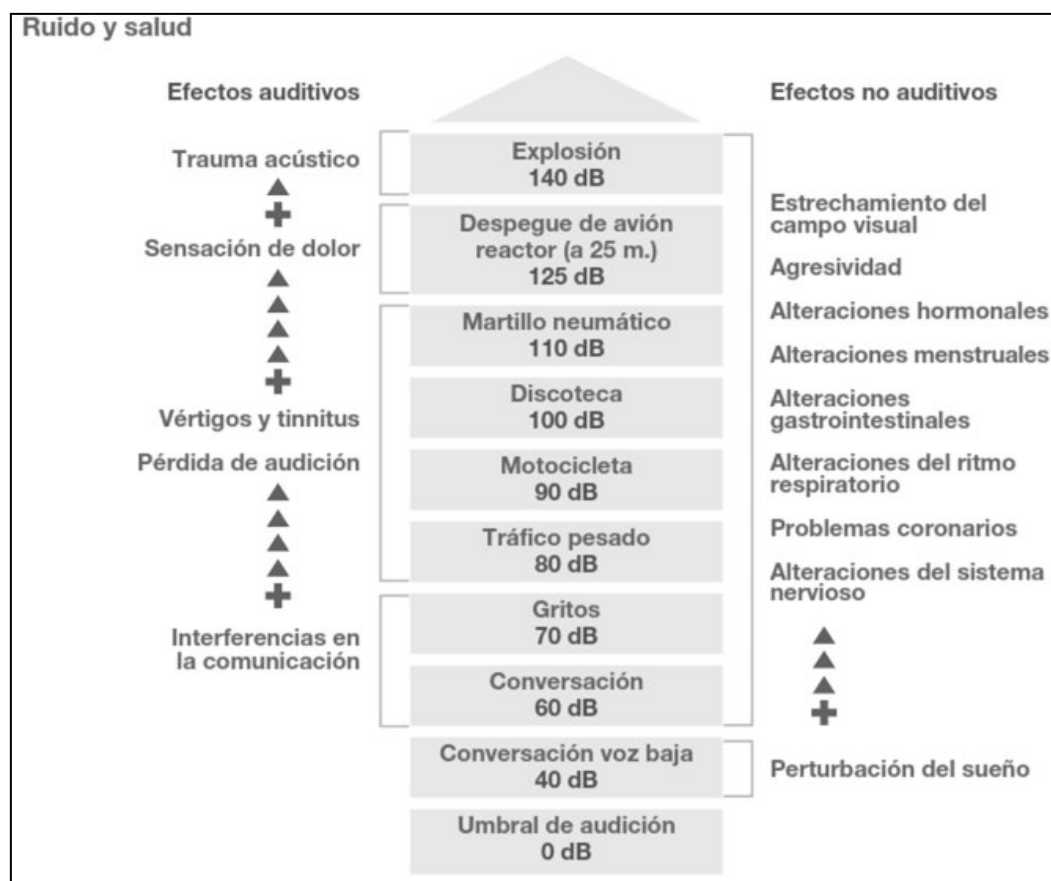 Ruido y salud
Efectos auditivos
Trauma acústico
Sensación de dolor
Vértigos y tinnitus
Pérdida de audición
Interferencias en
la comunicación
Explosión
140 dB
Despegue de avión
reactor (a 25 m.)
125 dB
Martillo neumático
110 dB
Discoteca
100 dB
Motocicleta
90 dB
Tráfico pesado
80 dB
Gritos
70 dB
Conversación
60 dB
Conversación voz baja
40 dB
Umbral de audición
0 dB
Efectos no auditivos
Estrechamiento del
campo visual
Agresividad
Alteraciones hormonales
Alteraciones menstruales
Alteraciones
gastrointestinales
Alteraciones del ritmo
respiratorio
Problemas coronarios
Alteraciones del sistema
nervioso
Perturbación del sueño